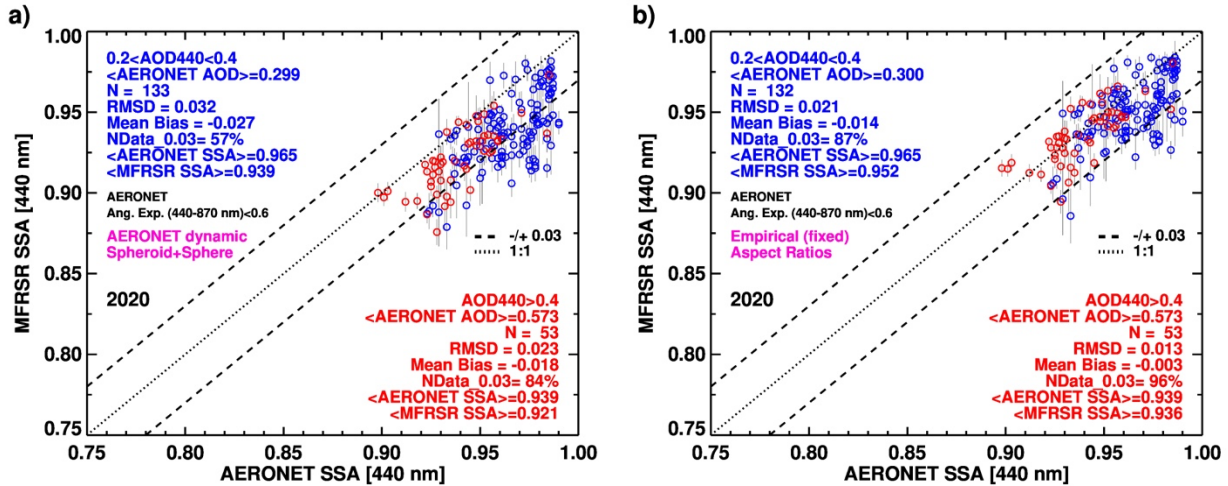 a)
1.00
0.95
0.90
0.85
0.80
0.75
MFRSR SSA [440 nm]
0.2<AOD440<0.4
<AERONET AOD>=0.299
N = 133
RMSD = 0.032
Mean Bias = -0.027
NData_0.03= 57%
<AERONET SSA>=0.965
<MFRSR SSA>=0.939
AERONET
Ang. Exp. (440-870 nm)<0.6
AERONET dynamic
Spheroid+Sphere
-/+ 0.03
1:1
2020
AOD440>0.4
<AERONET AOD>=0.573
N = 53
RMSD = 0.023
Mean Bias = -0.018
NData_0.03= 84%
<AERONET SSA>=0.939
<MFRSR SSA>=0.921
0.75 0.80 0.85 0.90 0.95 1.00
AERONET SSA [440 nm]
b)
1.00
0.95
0.90
0.85
0.80
0.75
MFRSR SSA [440 nm]
0.2<AOD440<0.4
<AERONET AOD>=0.300
N = 132
RMSD = 0.021
Mean Bias = -0.014
NData_0.03= 87%
<AERONET SSA>=0.965
<MFRSR SSA>=0.952
AERONET
Ang. Exp. (440-870 nm)<0.6
Empirical (fixed)
Aspect Ratios
-/+ 0.03
1:1
2020
AOD440>0.4
<AERONET AOD>=0.573
N = 53
RMSD = 0.013
Mean Bias = -0.003
NData_0.03= 96%
<AERONET SSA>=0.939
<MFRSR SSA>=0.936
0.75 0.80 0.85 0.90 0.95 1.00
AERONET SSA [440 nm]